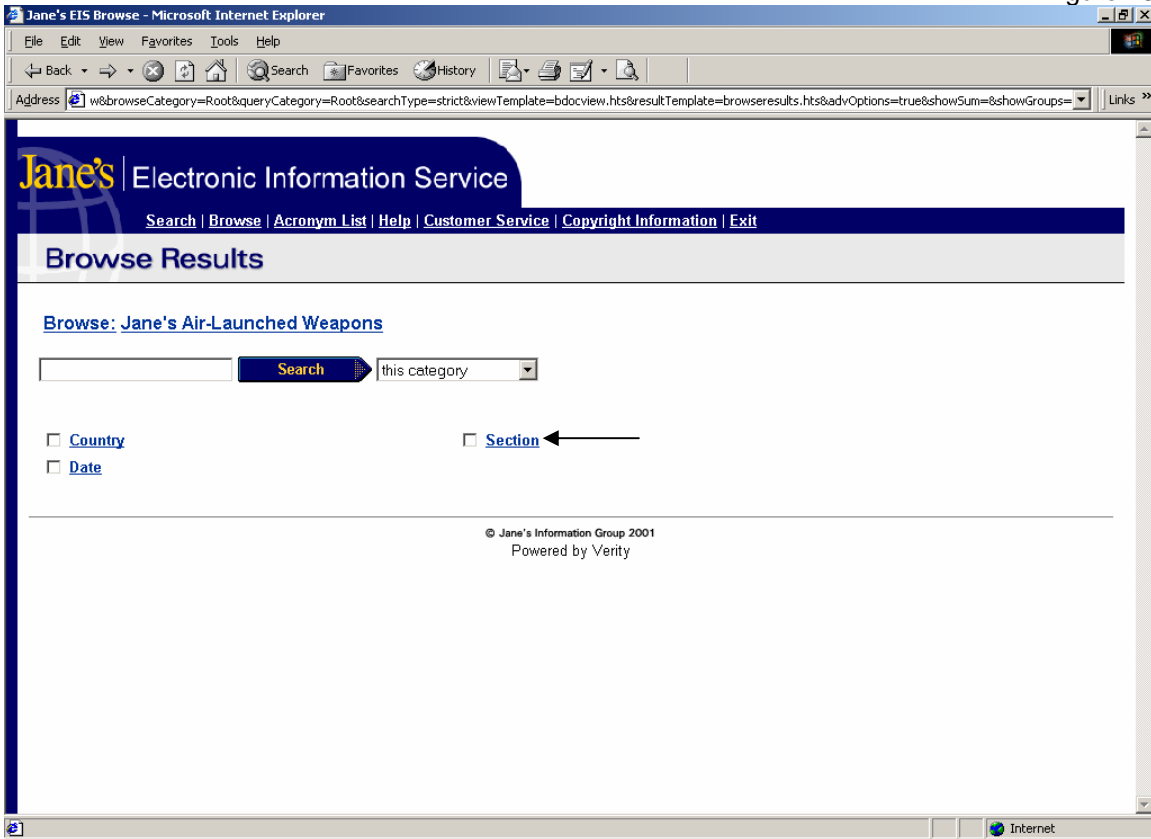 Jane's EIS Browse - Microsoft Internet Explorer
File Edit View Favorites Tools Help
Back Search Favorites History
Address w&browseCategory=Root&queryCategory=Root&searchType=strict&viewTemplate=bdocview.hts&resultTemplate=browseresults.hts&advOptions=true&showSum=&showGroups= Links »
Jane's | Electronic Information Service
Search | Browse | Acronym List | Help | Customer Service | Copyright Information | Exit
Browse Results
Browse: Jane's Air-Launched Weapons
Search this category
Country Section
Date
© Jane's Information Group 2001
Powered by Verity
Internet